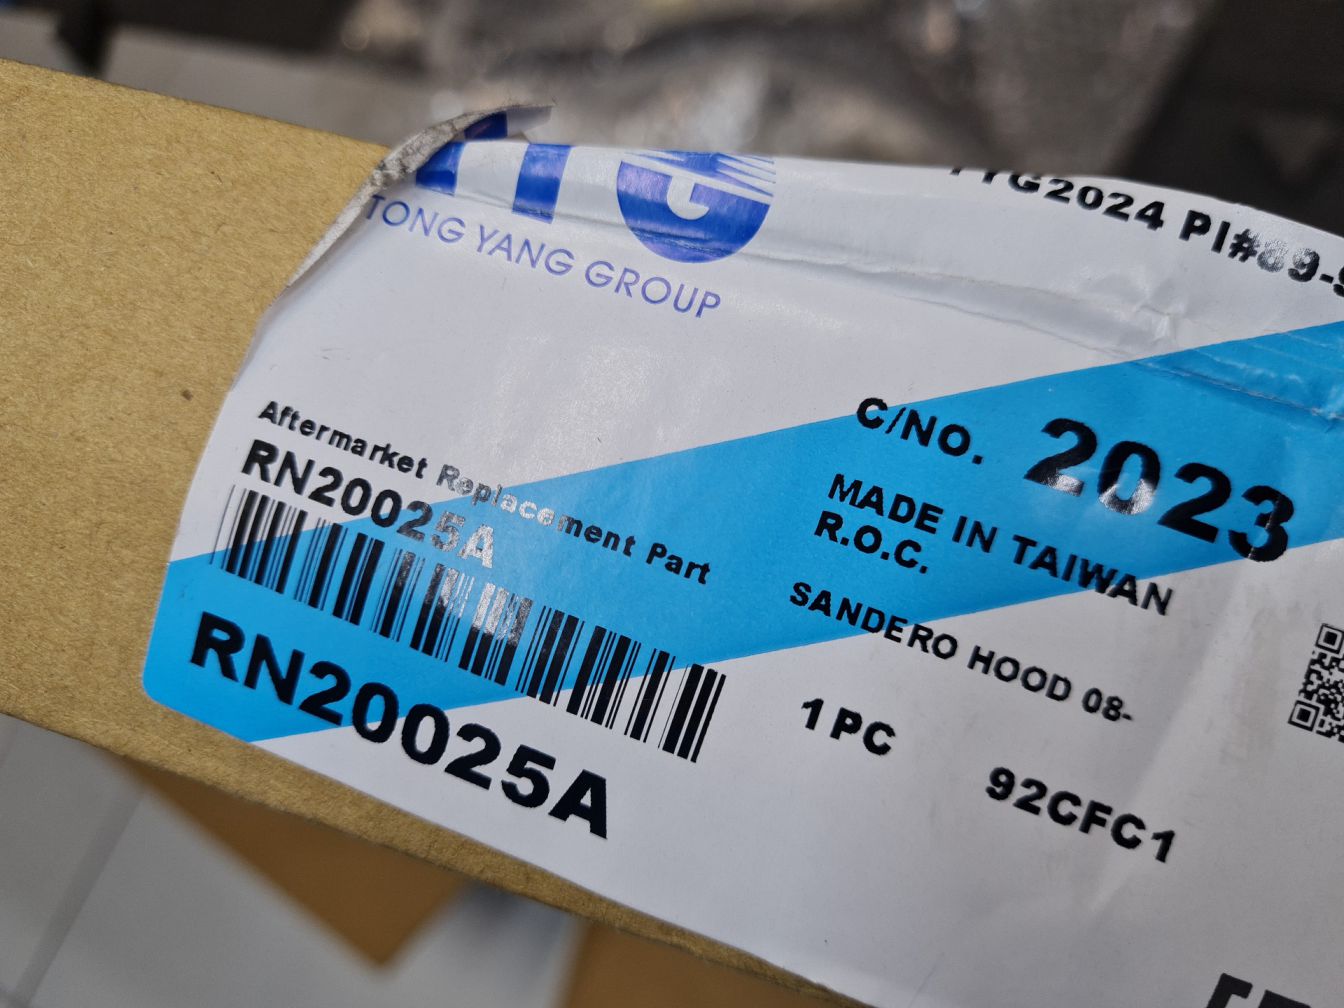 TYG
TONG YANG GROUP
TYG2024 PI#
C/NO. 2023
MADE IN TAIWAN
R.O.C.
Aftermarket Replacement Part
RN20025A
SANDERO HOOD 08-
RN20025A
1 PC
92CFC1